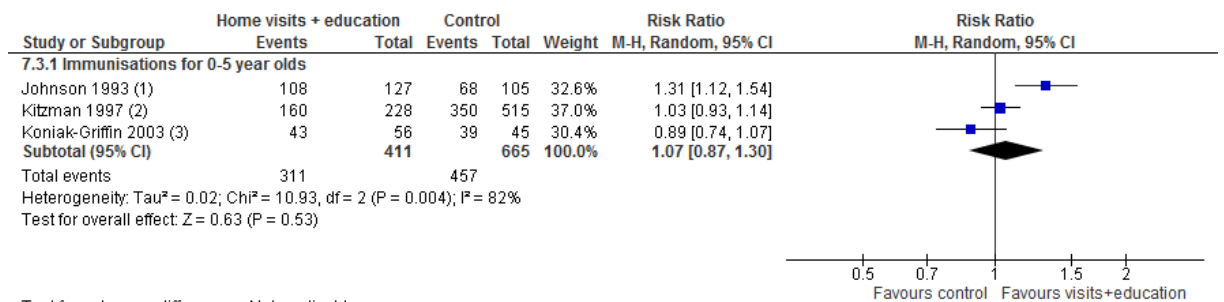 Home visits + education Control Risk Ratio Risk Ratio
Study or Subgroup Events Total Events Total Weight M-H, Random, 95% CI M-H, Random, 95% CI
7.3.1 Immunisations for 0-5 year olds
Johnson 1993 (1) 108 127 68 105 32.6% 1.31 [1.12, 1.54]
Kitzman 1997 (2) 160 228 350 515 37.0% 1.03 [0.93, 1.14]
Koniak-Griffin 2003 (3) 43 56 39 45 30.4% 0.89 [0.74, 1.07]
Subtotal (95% CI) 411 665 100.0% 1.07 [0.87, 1.30]
Total events 311 457
Heterogeneity: Tau² = 0.02; Chi² = 10.93, df = 2 (P = 0.004); I² = 82%
Test for overall effect: Z = 0.63 (P = 0.53)
0.5 0.7 1 1.5 2
Favours control Favours visits+education